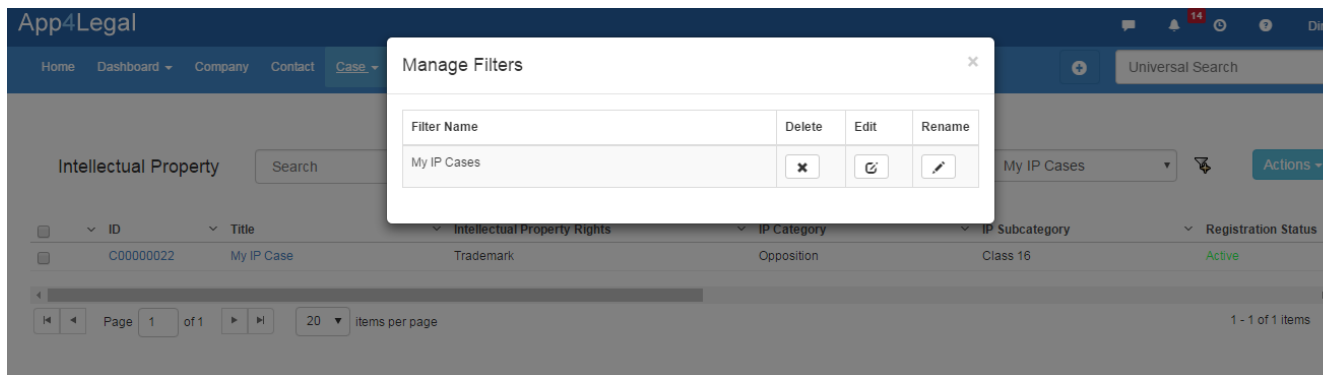 App4Legal
14
Di
Home Dashboard Company Contact Case
Universal Search
Manage Filters
Filter Name Delete Edit Rename
My IP Cases
Intellectual Property
Search
My IP Cases
Actions
ID Title Intellectual Property Rights IP Category IP Subcategory Registration Status
C00000022 My IP Case Trademark Opposition Class 16 Active
Page 1 of 1 20 items per page 1 - 1 of 1 items